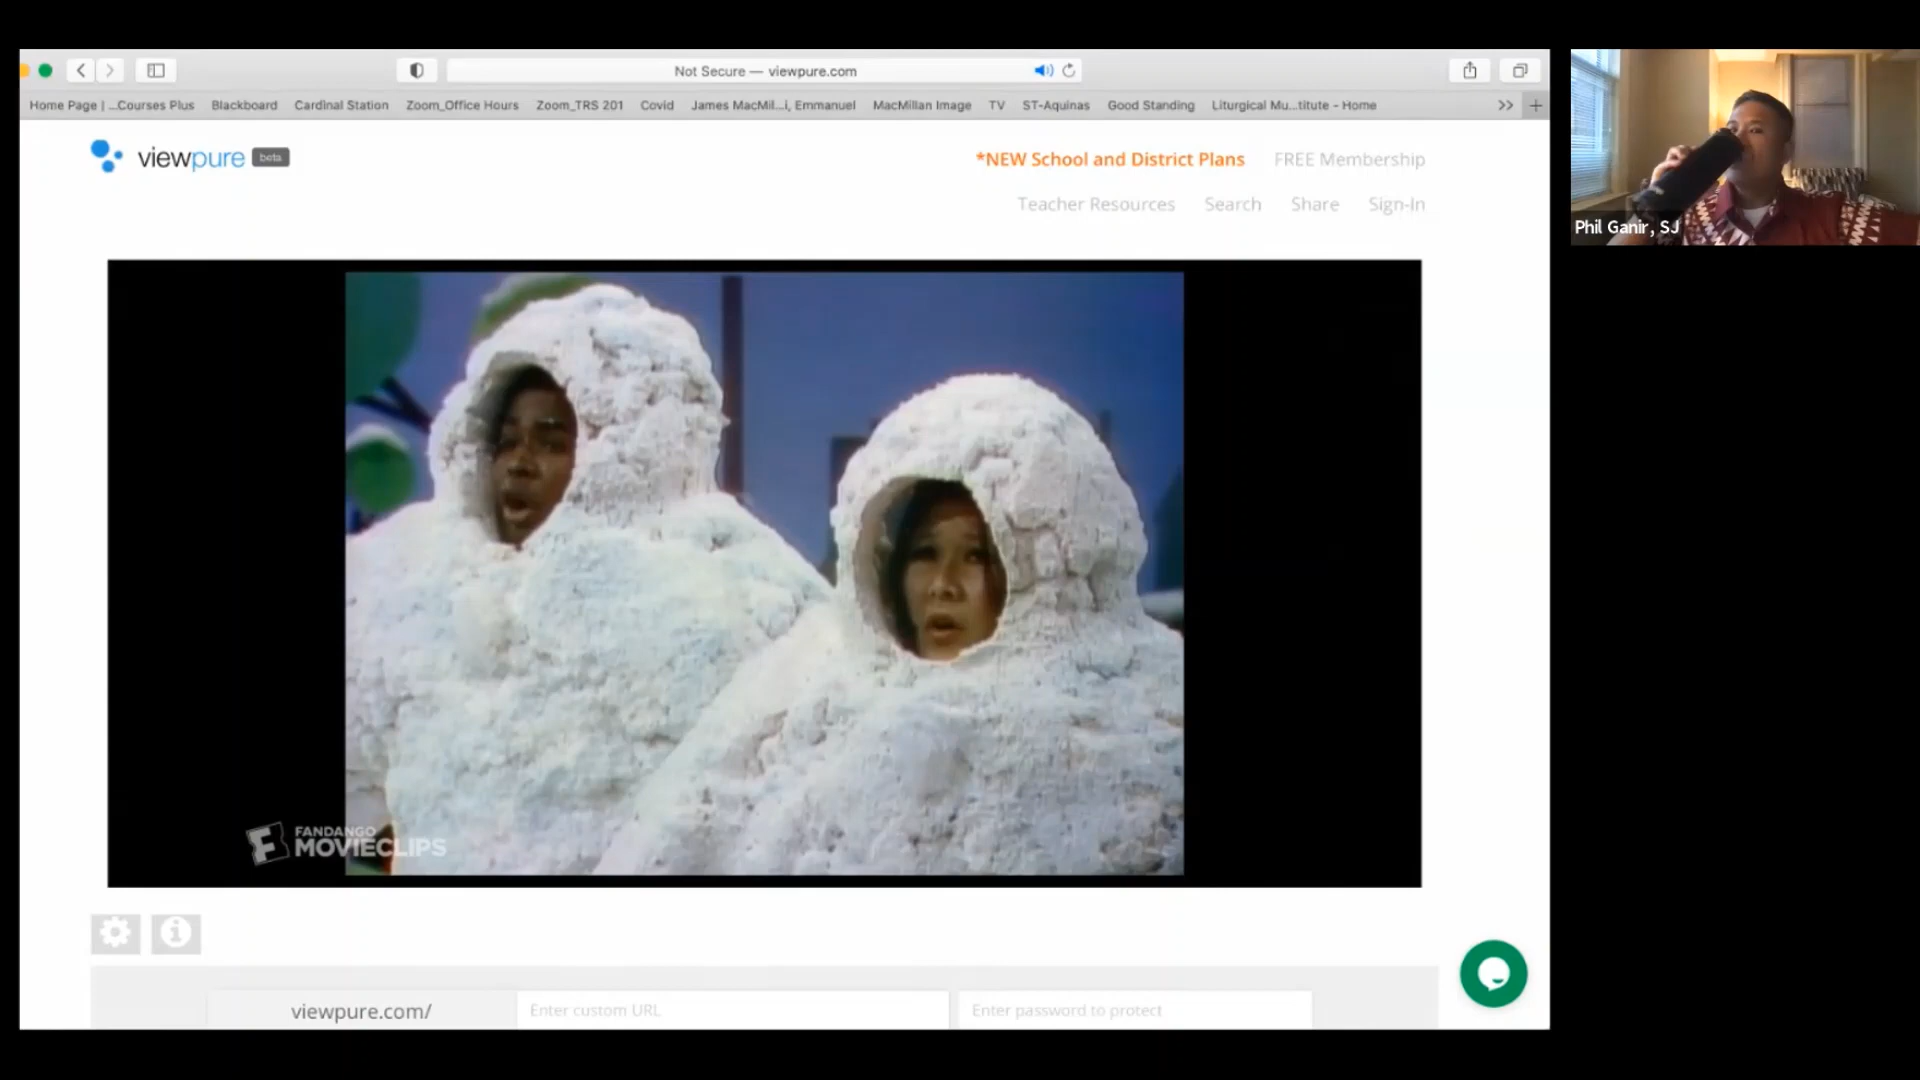 Not Secure — viewpure.com
Home Page | ...Courses Plus Blackboard Cardinal Station Zoom_Office Hours Zoom_TRS 201 Covid James MacMil...i, Emmanuel MacMillan Image TV ST-Aquinas Good Standing Liturgical Mu...titute - Home >> +
viewpure beta
*NEW School and District Plans FREE Membership
Teacher Resources Search Share Sign-In
Phil Ganir, SJ
FANDANGO
MOVIECLIPS
viewpure.com/ Enter custom URL Enter password to protect